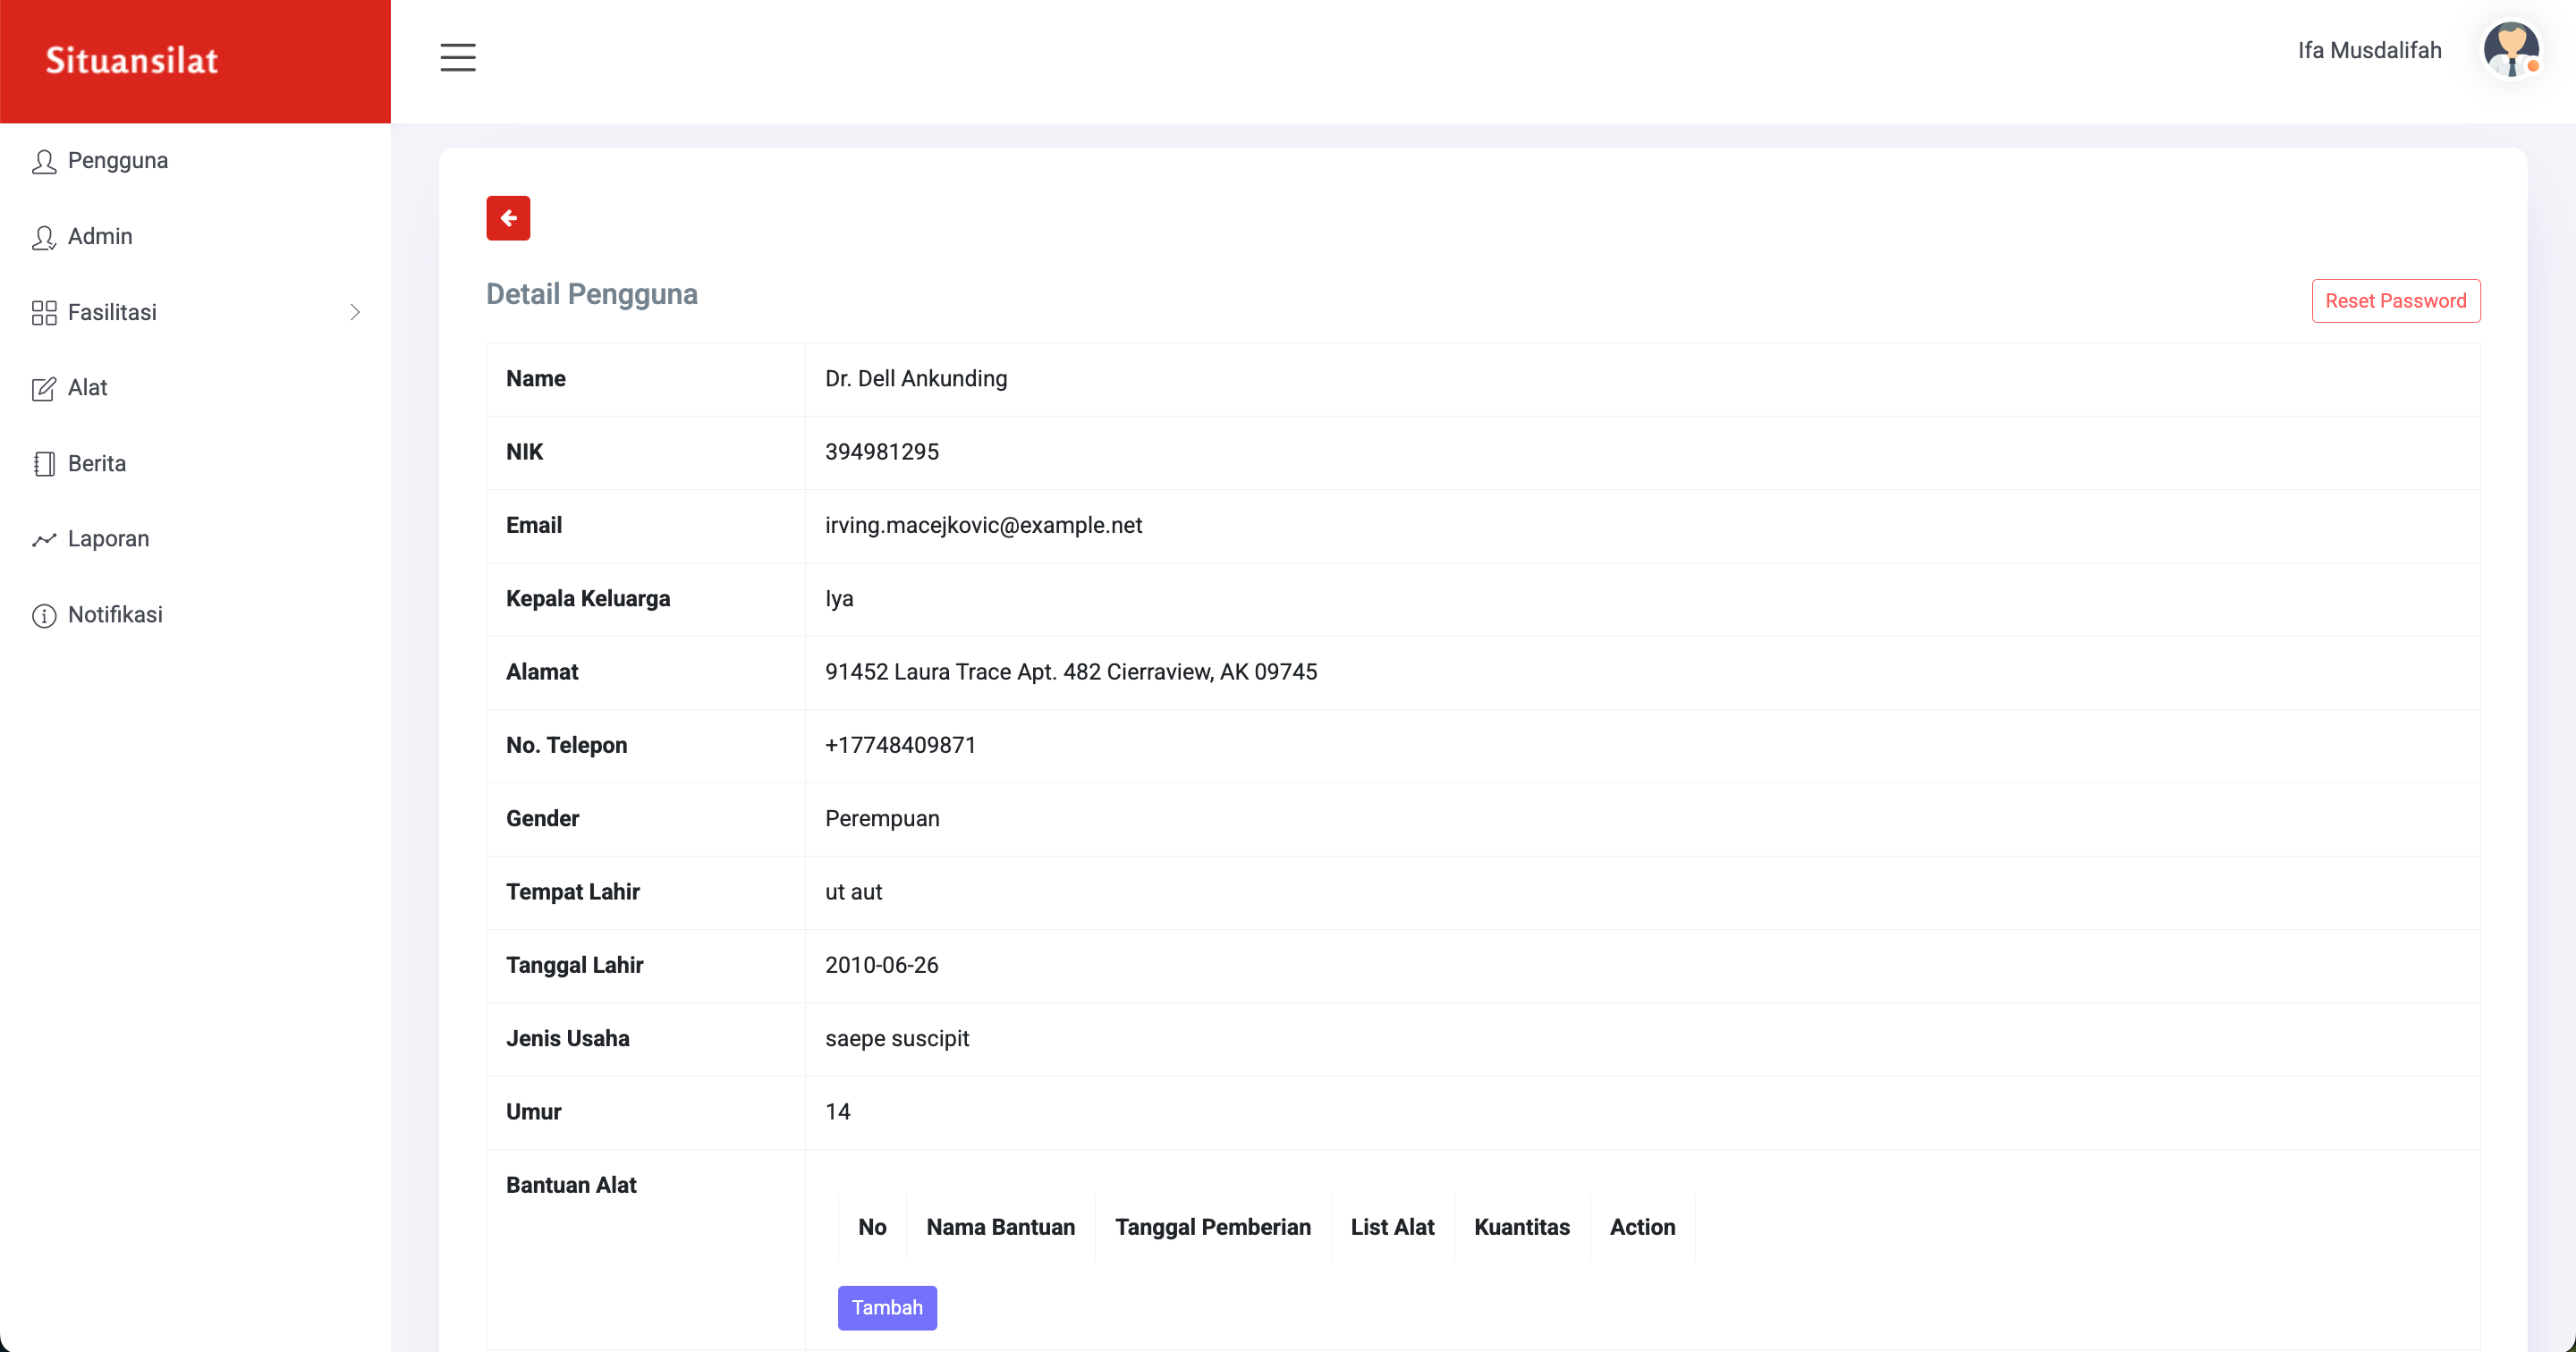 Situansilat
Ifa Musdalifah
Pengguna
Admin
Fasilitasi
Alat
Berita
Laporan
Notifikasi
Detail Pengguna
Reset Password
Name Dr. Dell Ankunding
NIK 394981295
Email irving.macejkovic@example.net
Kepala Keluarga Iya
Alamat 91452 Laura Trace Apt. 482 Cierraview, AK 09745
No. Telepon +17748409871
Gender Perempuan
Tempat Lahir ut aut
Tanggal Lahir 2010-06-26
Jenis Usaha saepe suscipit
Umur 14
Bantuan Alat
No Nama Bantuan Tanggal Pemberian List Alat Kuantitas Action
Tambah